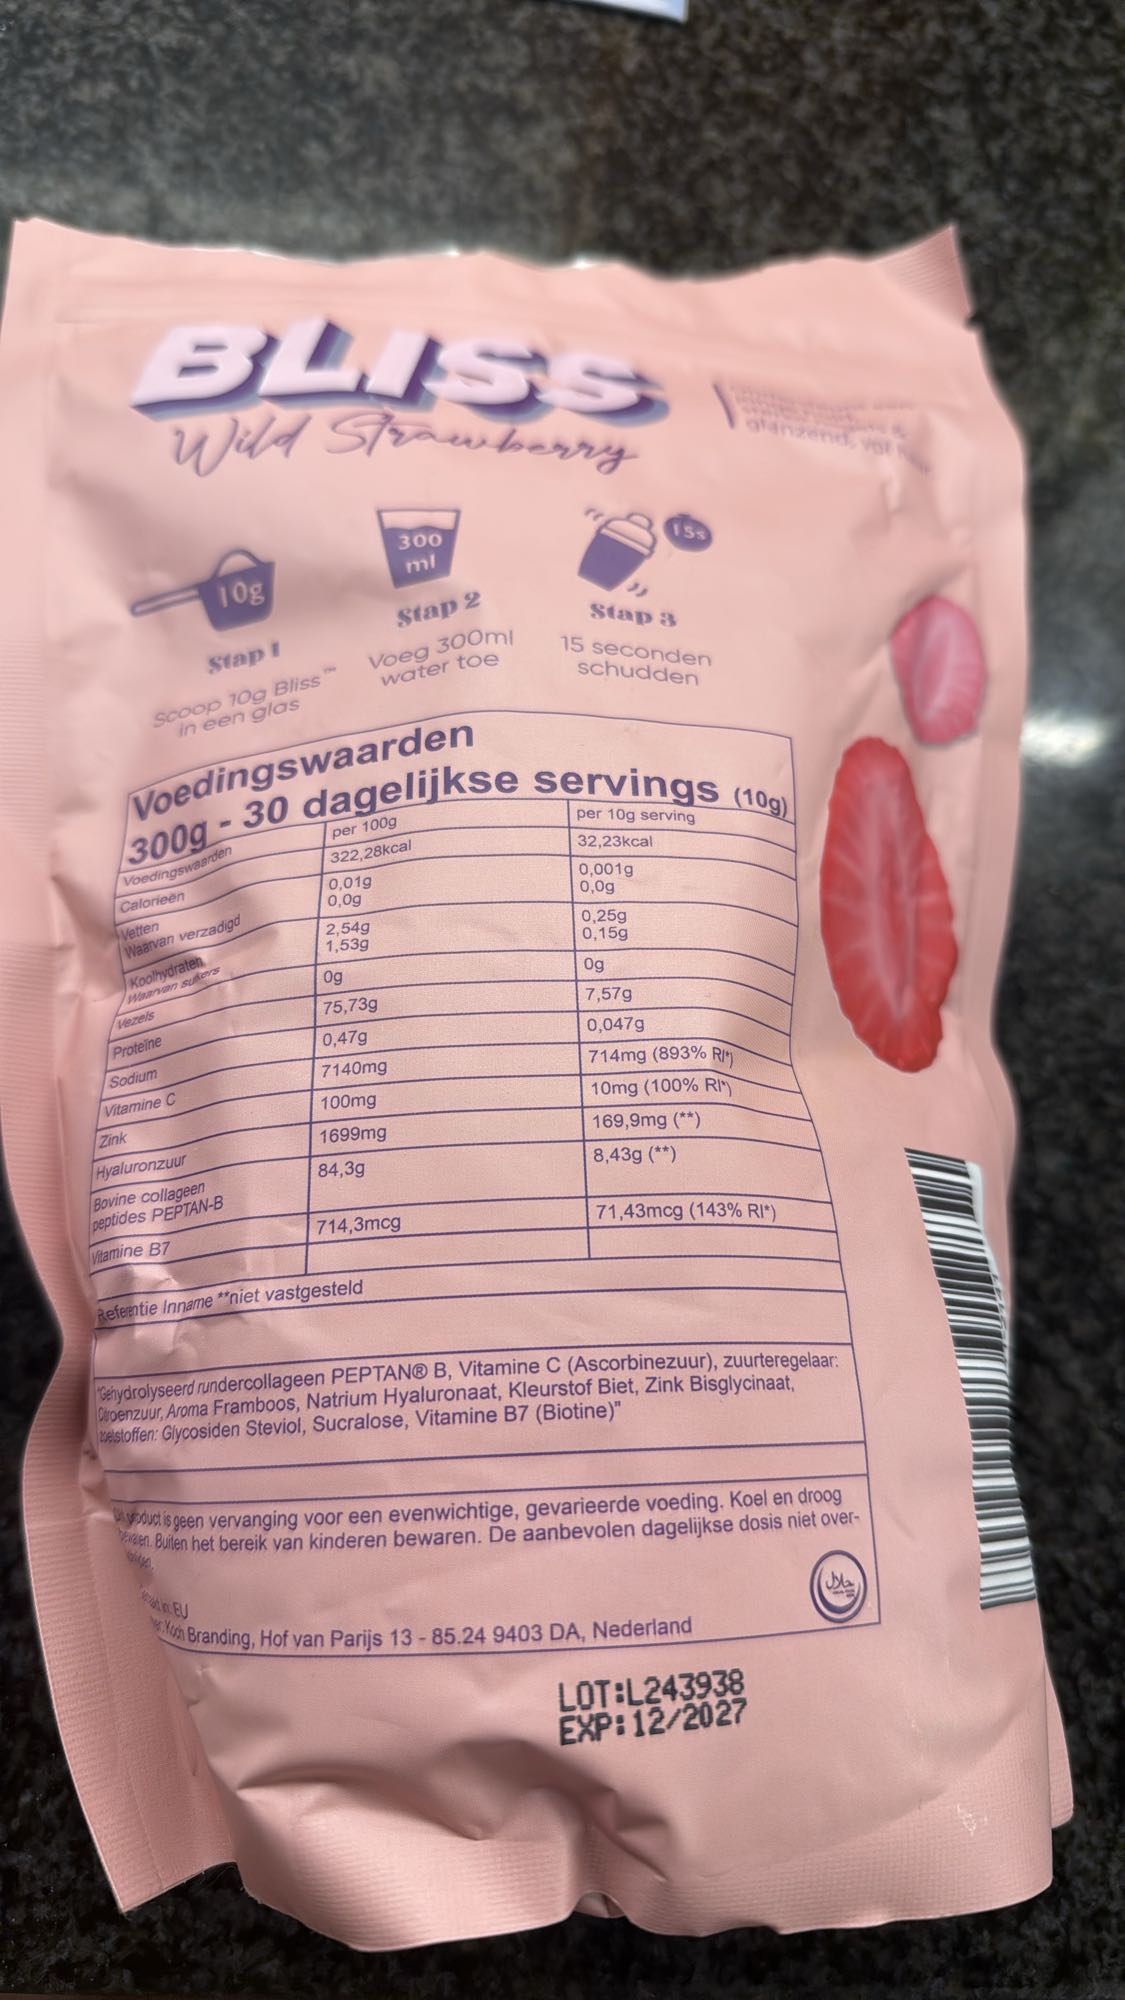 BLISS
Wild Strawberry
glanzend, vol
10g
300
ml
15s
Stap 1
Stap 2
Stap 3
Scoop 10g Bliss™
in een glas
Voeg 300ml
water toe
15 seconden
schudden
Voedingswaarden
300g - 30 dagelijkse servings (10g)
Voedingswaarden per 100g per 10g serving
Calorieën 322,28kcal 32,23kcal
Vetten 0,01g 0,001g
Waarvan verzadigd 0,0g 0,0g
Koolhydraten 2,54g 0,25g
Waarvan suikers 1,53g 0,15g
Vezels 0g 0g
Proteïne 75,73g 7,57g
Sodium 0,47g 0,047g
Vitamine C 7140mg 714mg (893% RI*)
Zink 100mg 10mg (100% RI*)
Hyaluronzuur 1699mg 169,9mg (**)
Bovine collageen
peptides PEPTAN-B 84,3g 8,43g (**)
Vitamine B7 714,3mcg 71,43mcg (143% RI*)
Referentie Inname **niet vastgesteld
"Gehydrolyseerd rundercollageen PEPTAN® B, Vitamine C (Ascorbinezuur), zuurteregelaar:
Citroenzuur, Aroma Framboos, Natrium Hyaluronaat, Kleurstof Biet, Zink Bisglycinaat,
zoetstoffen: Glycosiden Steviol, Sucralose, Vitamine B7 (Biotine)"
product is geen vervanging voor een evenwichtige, gevarieerde voeding. Koel en droog
bewaren. Buiten het bereik van kinderen bewaren. De aanbevolen dagelijkse dosis niet over-
in: EU
Koch Branding, Hof van Parijs 13 - 85.24 9403 DA, Nederland
حلال
LOT:L243938
EXP:12/2027